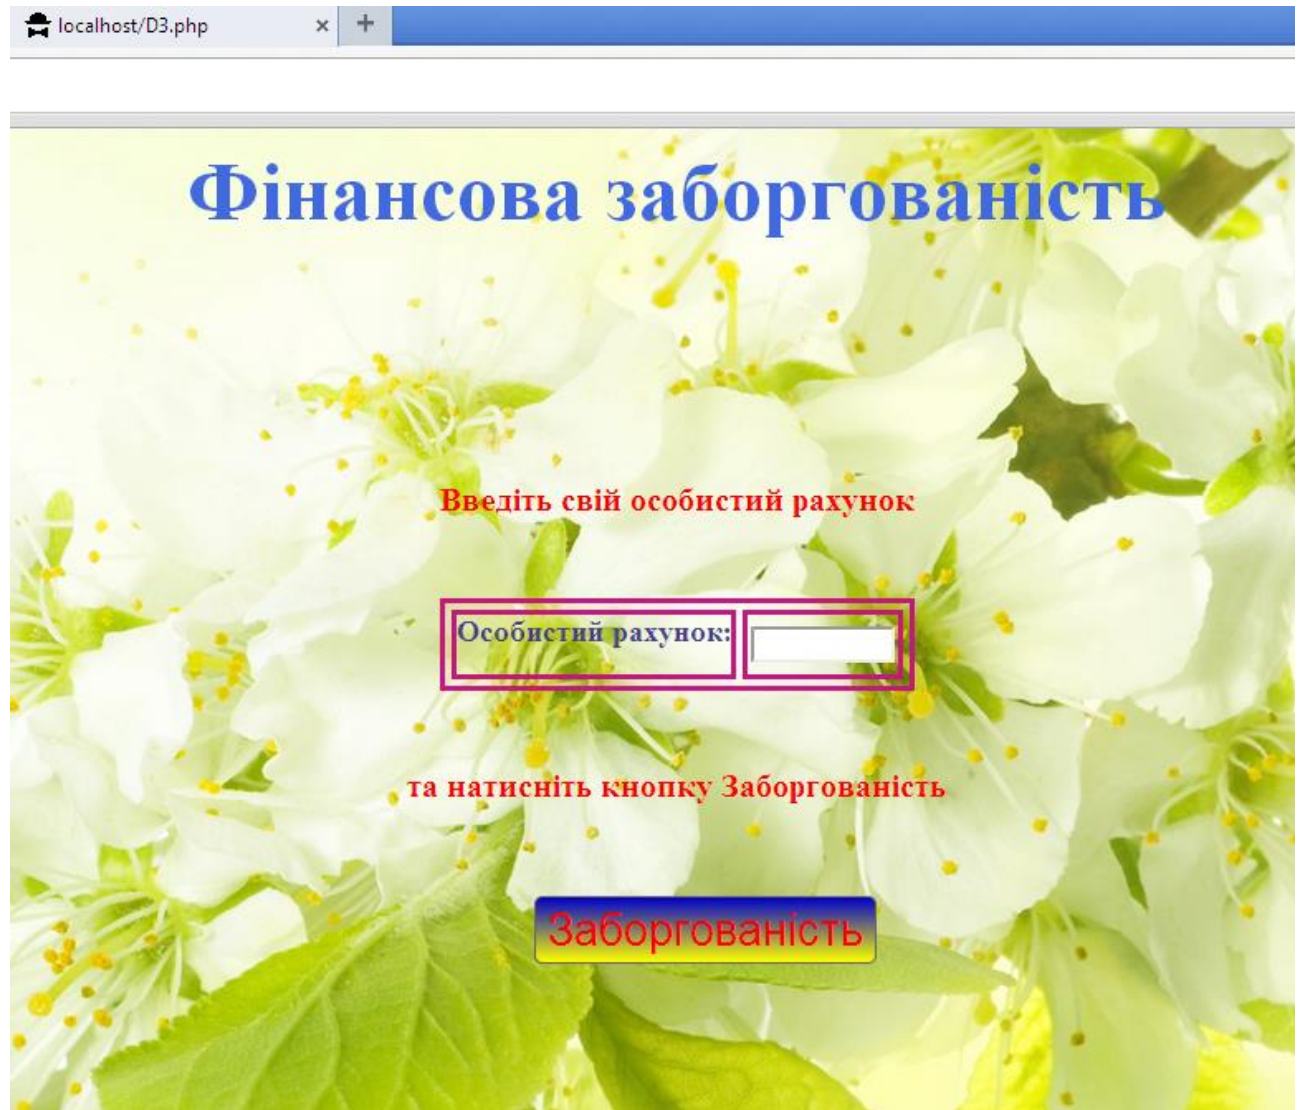 localhost/D3.php
Фінансова заборгованість
Введіть свій особистий рахунок
Особистий рахунок:
та натисніть кнопку Заборгованість
Заборгованість